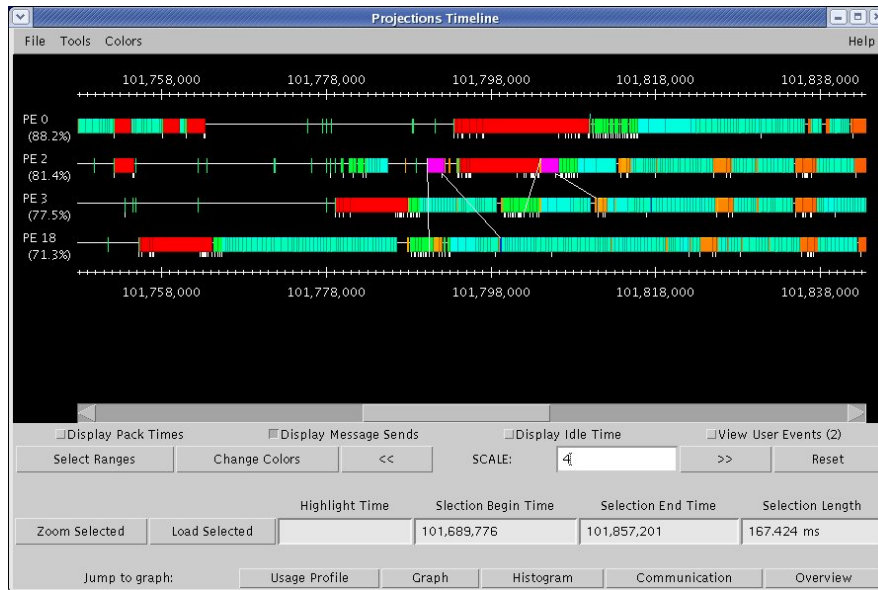 Projections Timeline
File Tools Colors Help
101,758,000 101,778,000 101,798,000 101,818,000 101,838,000
PE 0
(88.2%)
PE 2
(81.4%)
PE 3
(77.5%)
PE 18
(71.3%)
101,758,000 101,778,000 101,798,000 101,818,000 101,838,000
Display Pack Times Display Message Sends Display Idle Time View User Events (2)
Select Ranges Change Colors << SCALE: 4 >> Reset
Highlight Time Slection Begin Time Selection End Time Selection Length
Zoom Selected Load Selected 101,689,776 101,857,201 167.424 ms
Jump to graph: Usage Profile Graph Histogram Communication Overview